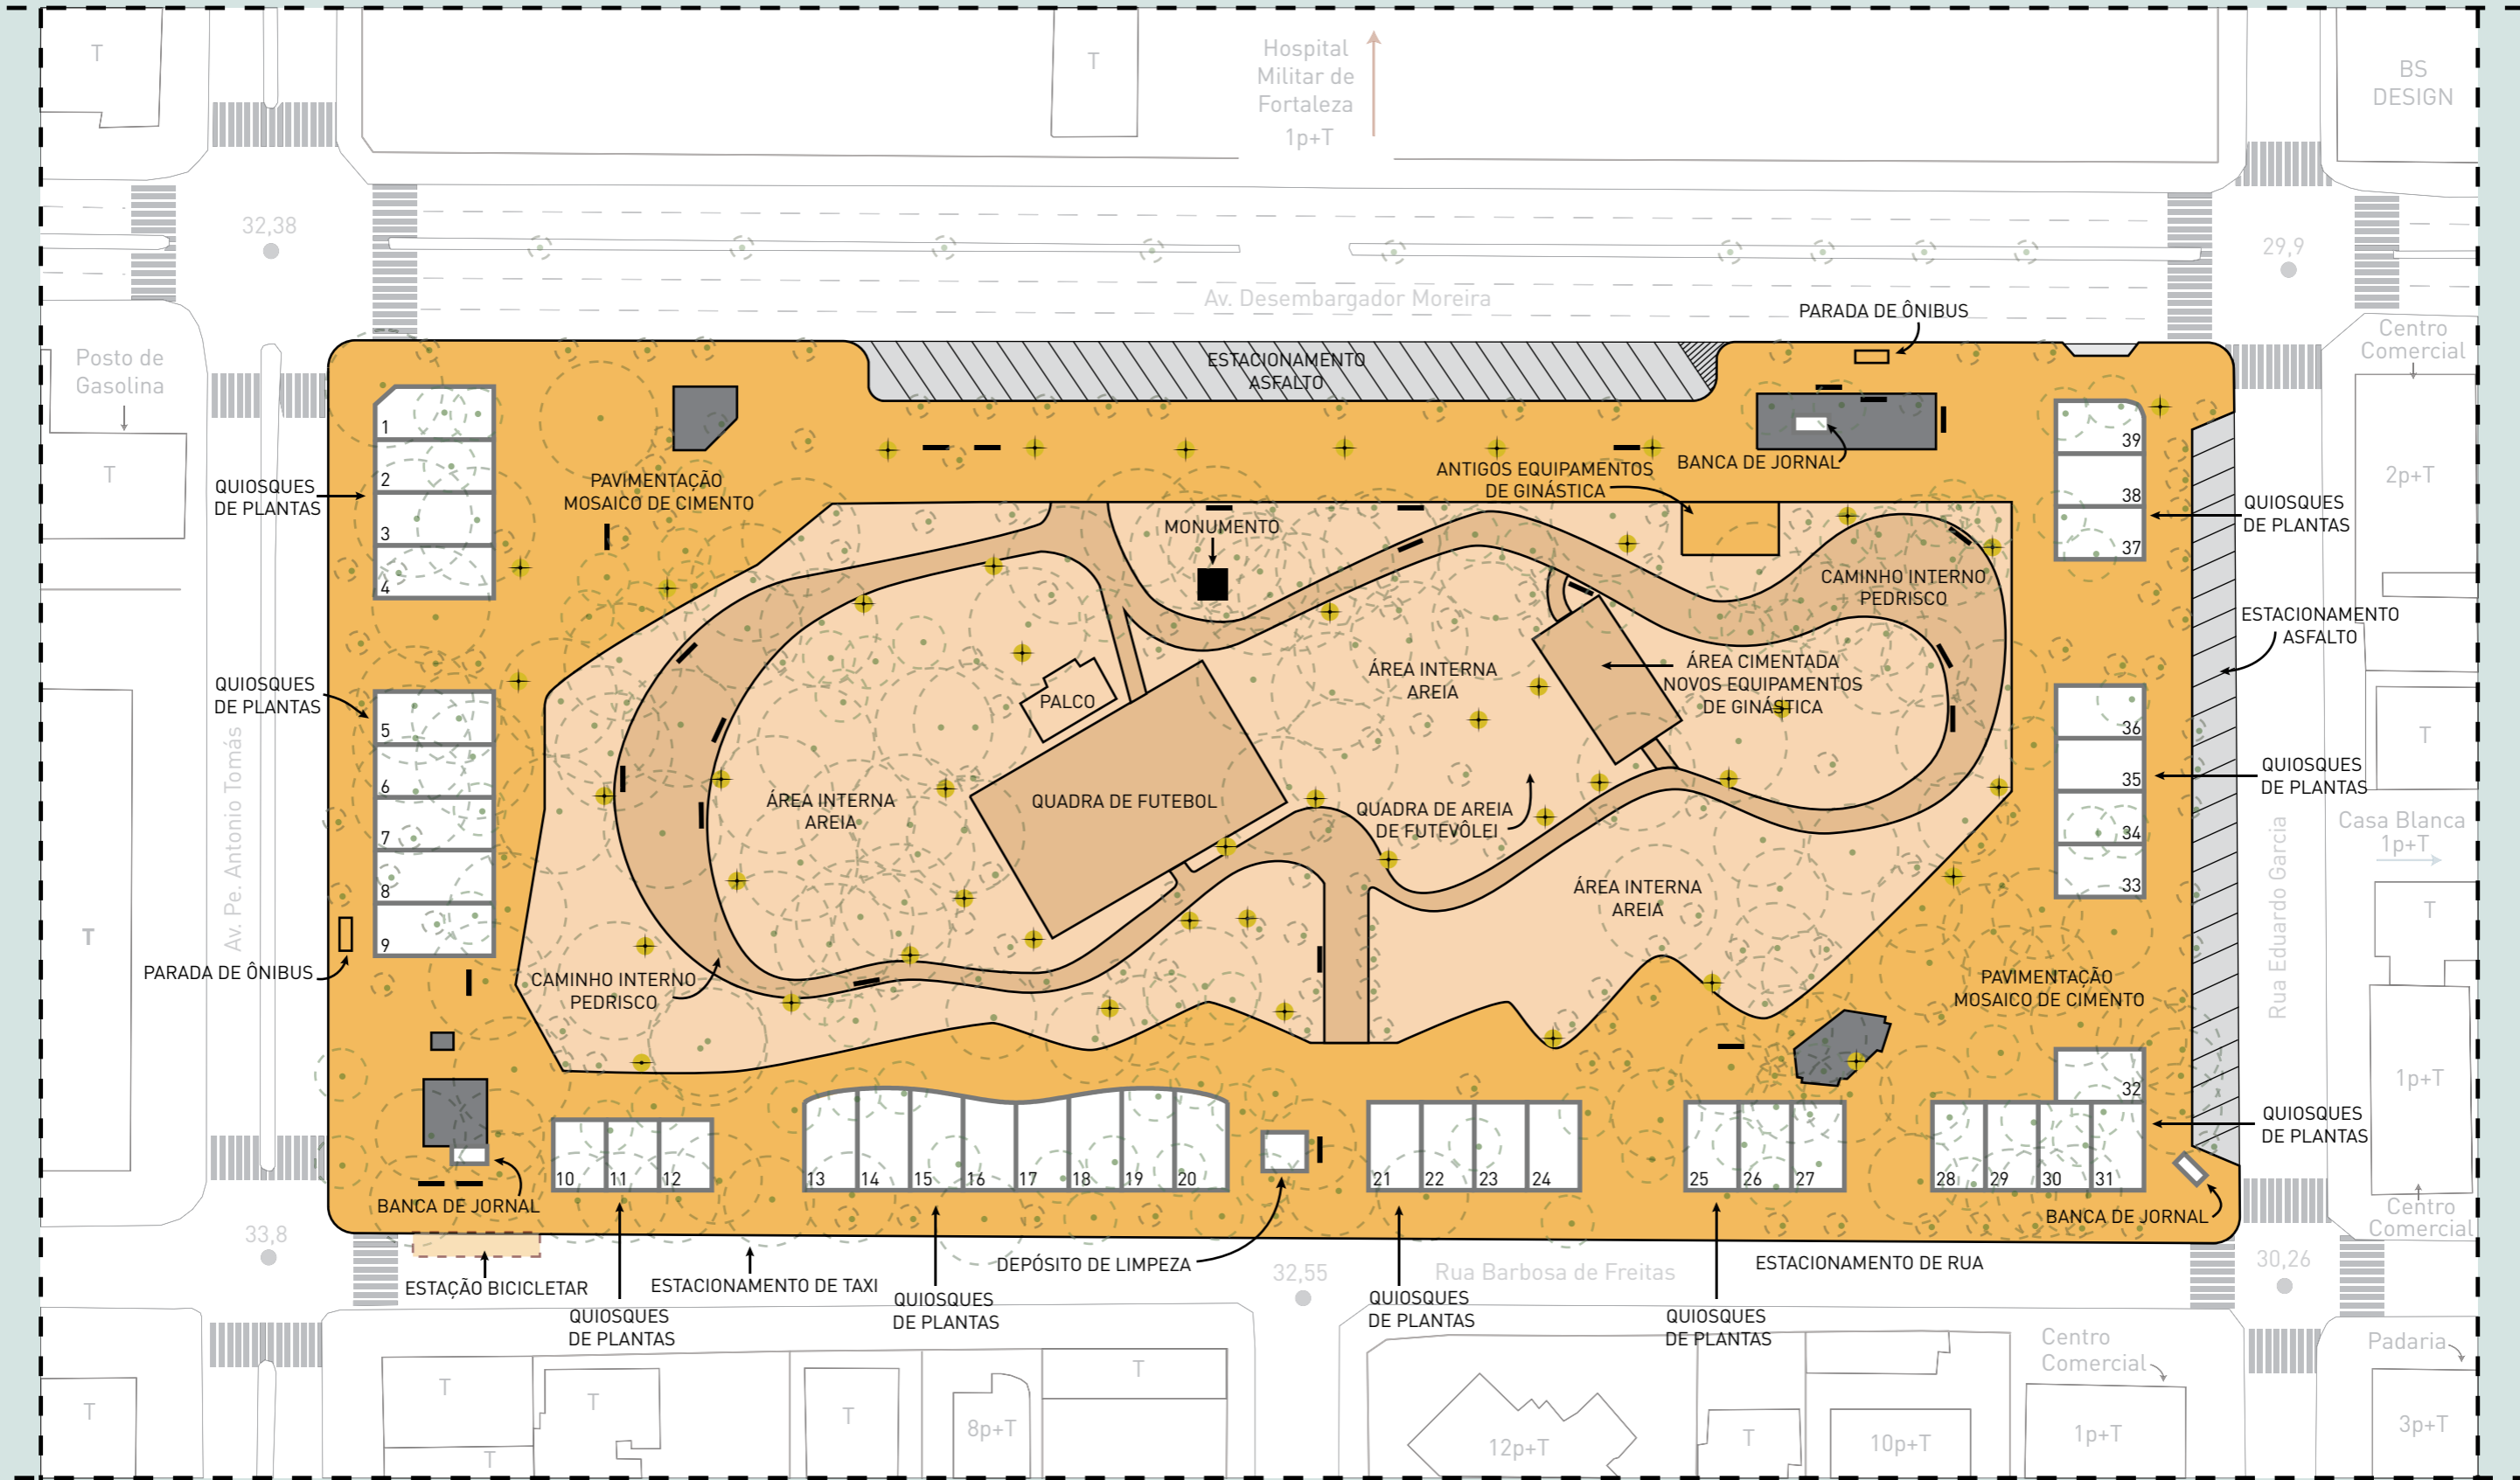 T
T
Hospital
Militar de
Fortaleza
1p+T
BS
DESIGN
32,38
29,9
Av. Desembargador Moreira
PARADA DE ÔNIBUS
Posto de
Gasolina
T
Centro
Comercial
2p+T
ESTACIONAMENTO
ASFALTO
1
2
3
4
QUIOSQUES
DE PLANTAS
PAVIMENTAÇÃO
MOSAICO DE CIMENTO
ANTIGOS EQUIPAMENTOS
DE GINÁSTICA
BANCA DE JORNAL
39
38
37
QUIOSQUES
DE PLANTAS
MONUMENTO
CAMINHO INTERNO
PEDRISCO
ESTACIONAMENTO
ASFALTO
QUIOSQUES
DE PLANTAS
5
6
7
8
9
PALCO
ÁREA INTERNA
AREIA
ÁREA CIMENTADA
NOVOS EQUIPAMENTOS
DE GINÁSTICA
36
35
34
33
T
QUIOSQUES
DE PLANTAS
Av. Pe. Antonio Tomás
ÁREA INTERNA
AREIA
QUADRA DE FUTEBOL
QUADRA DE AREIA
DE FUTEVÔLEI
Casa Blanca
1p+T
Rua Eduardo Garcia
T
T
ÁREA INTERNA
AREIA
PARADA DE ÔNIBUS
CAMINHO INTERNO
PEDRISCO
PAVIMENTAÇÃO
MOSAICO DE CIMENTO
1p+T
32
QUIOSQUES
DE PLANTAS
10
11
12
13
14
15
16
17
18
19
20
21
22
23
24
25
26
27
28
29
30
31
BANCA DE JORNAL
BANCA DE JORNAL
Centro
Comercial
33,8
DEPÓSITO DE LIMPEZA
32,55
Rua Barbosa de Freitas
ESTACIONAMENTO DE RUA
30,26
ESTAÇÃO BICICLETAR
ESTACIONAMENTO DE TAXI
QUIOSQUES
DE PLANTAS
QUIOSQUES
DE PLANTAS
QUIOSQUES
DE PLANTAS
QUIOSQUES
DE PLANTAS
Centro
Comercial
Padaria
T
T
T
T
T
8p+T
T
12p+T
T
10p+T
1p+T
3p+T